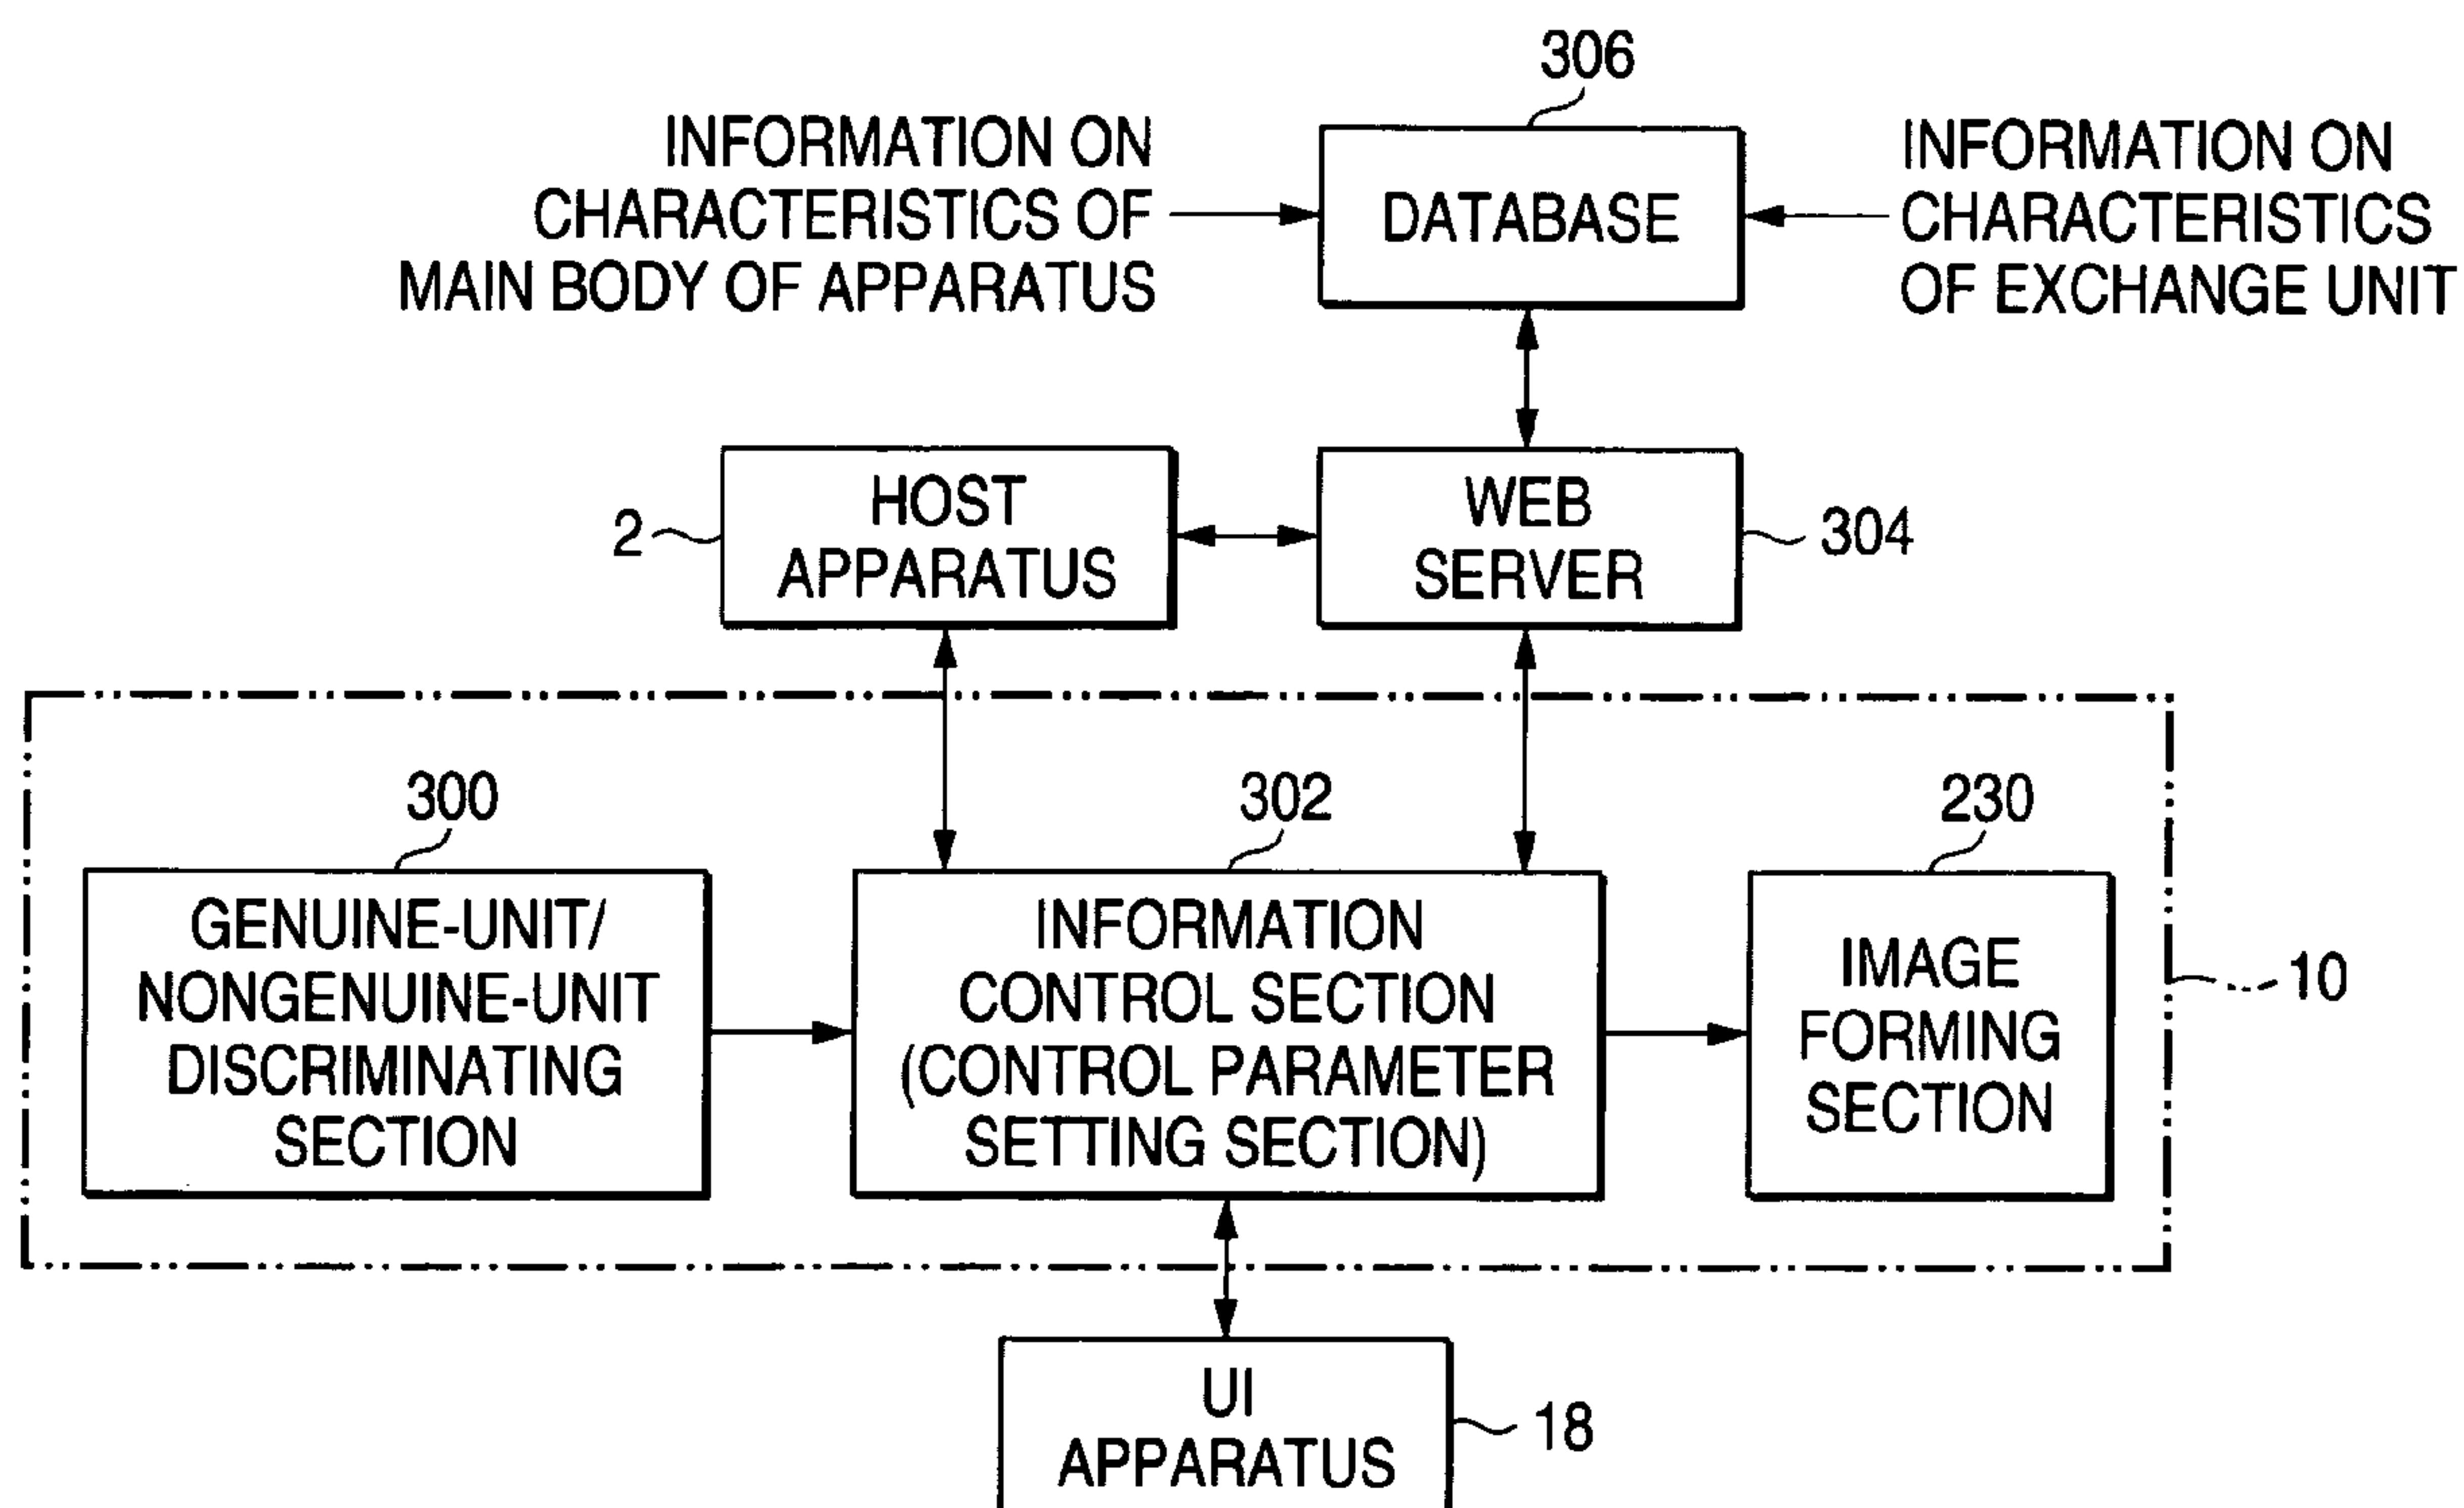 306
INFORMATION ON
CHARACTERISTICS OF
MAIN BODY OF APPARATUS
DATABASE
INFORMATION ON
CHARACTERISTICS
OF EXCHANGE UNIT
2
HOST
APPARATUS
WEB
SERVER
304
300
302
230
GENUINE-UNIT/
NONGENUINE-UNIT
DISCRIMINATING
SECTION
INFORMATION
CONTROL SECTION
(CONTROL PARAMETER
SETTING SECTION)
IMAGE
FORMING
SECTION
10
UI
APPARATUS
18